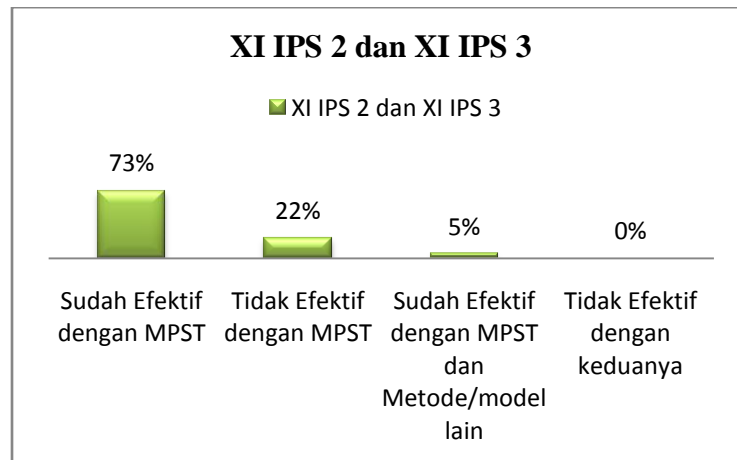 XI IPS 2 dan XI IPS 3
XI IPS 2 dan XI IPS 3
73%
22%
5%
0%
Sudah Efektif
dengan MPST
Tidak Efektif
dengan MPST
Sudah Efektif
dengan MPST
dan
Metode/model
lain
Tidak Efektif
dengan
keduanya